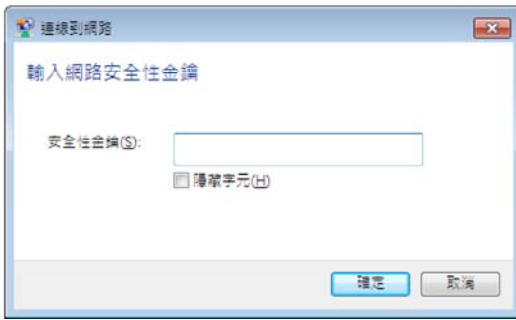 連線到網路
輸入網路安全性金鑰
安全性金鑰(S):
隱藏字元(H)
確定
取消